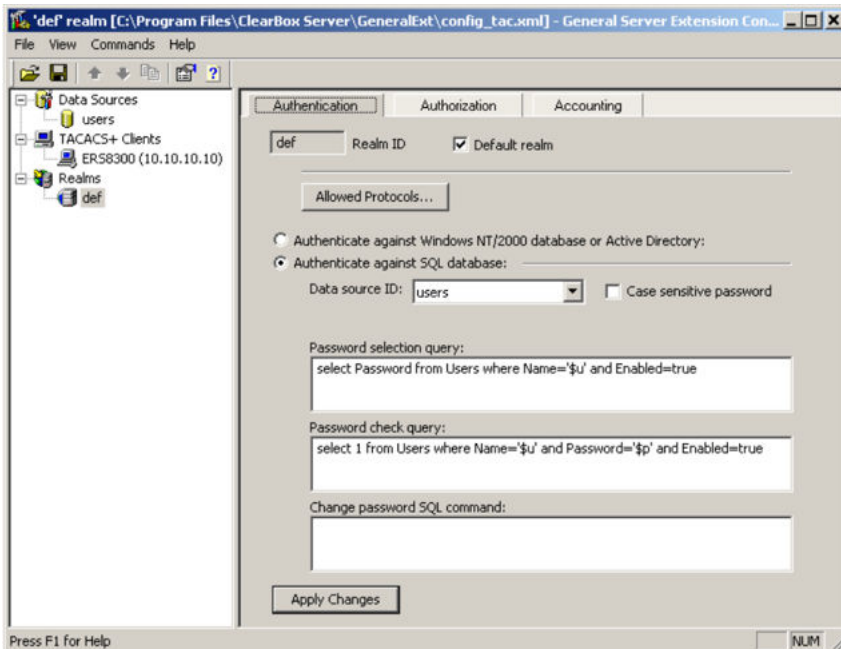 'def' realm [C:\Program Files\ClearBox Server\GeneralExt\config_tac.xml] - General Server Extension Con...
File View Commands Help
Data Sources
users
TACACS+ Clients
ERS8300 (10.10.10.10)
Realms
def
Authentication Authorization Accounting
def Realm ID Default realm
Allowed Protocols...
Authenticate against Windows NT/2000 database or Active Directory:
Authenticate against SQL database:
Data source ID: users Case sensitive password
Password selection query:
select Password from Users where Name='$u' and Enabled=true
Password check query:
select 1 from Users where Name='$u' and Password='$p' and Enabled=true
Change password SQL command:
Apply Changes
Press F1 for Help NUM